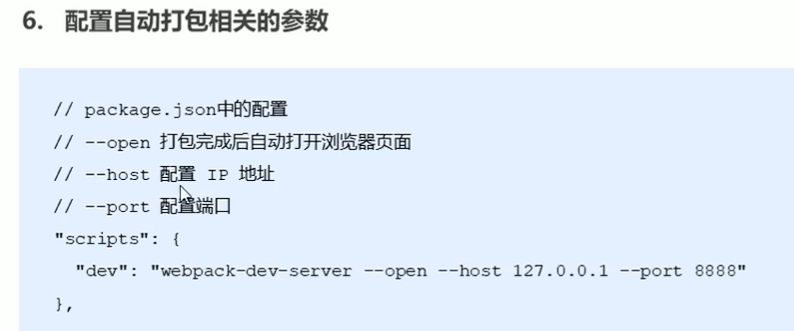 6. 配置自动打包相关的参数
// package.json中的配置
// --open 打包完成后自动打开浏览器页面
// --host 配置 IP 地址
// --port 配置端口
"scripts": {
"dev": "webpack-dev-server --open --host 127.0.0.1 --port 8888"
},